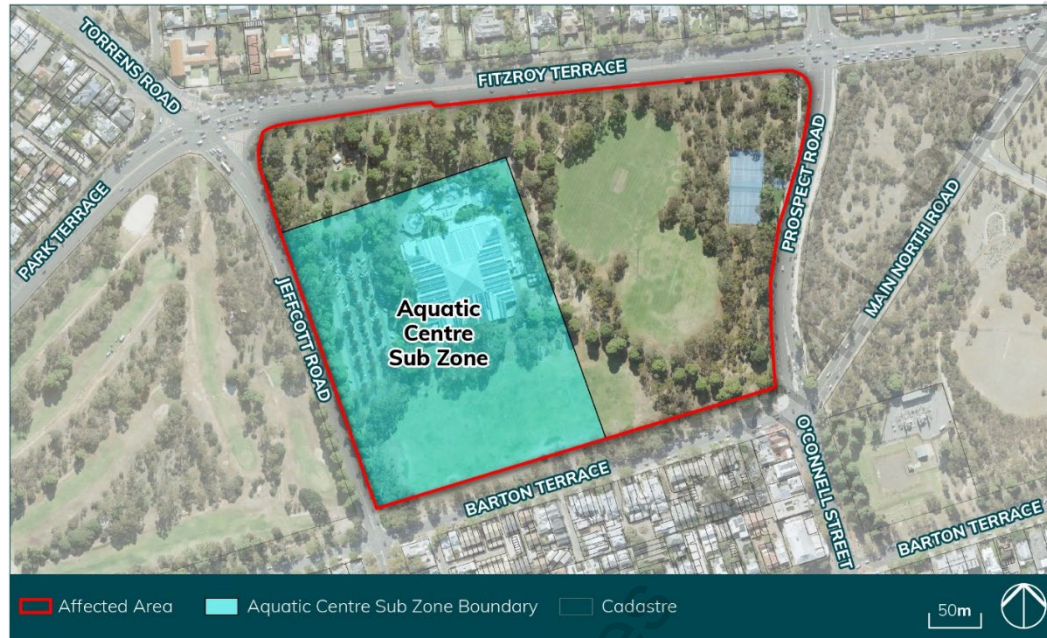 TORRENS ROAD
FITZROY TERRACE
PARK TERRACE
PROSPECT ROAD
MAIN NORTH ROAD
JEFFCOTT ROAD
Aquatic
Centre
Sub Zone
BARTON TERRACE
O'CONNELL STREET
BARTON TERRACE
Affected Area
Aquatic Centre Sub Zone Boundary
Cadastre
50m